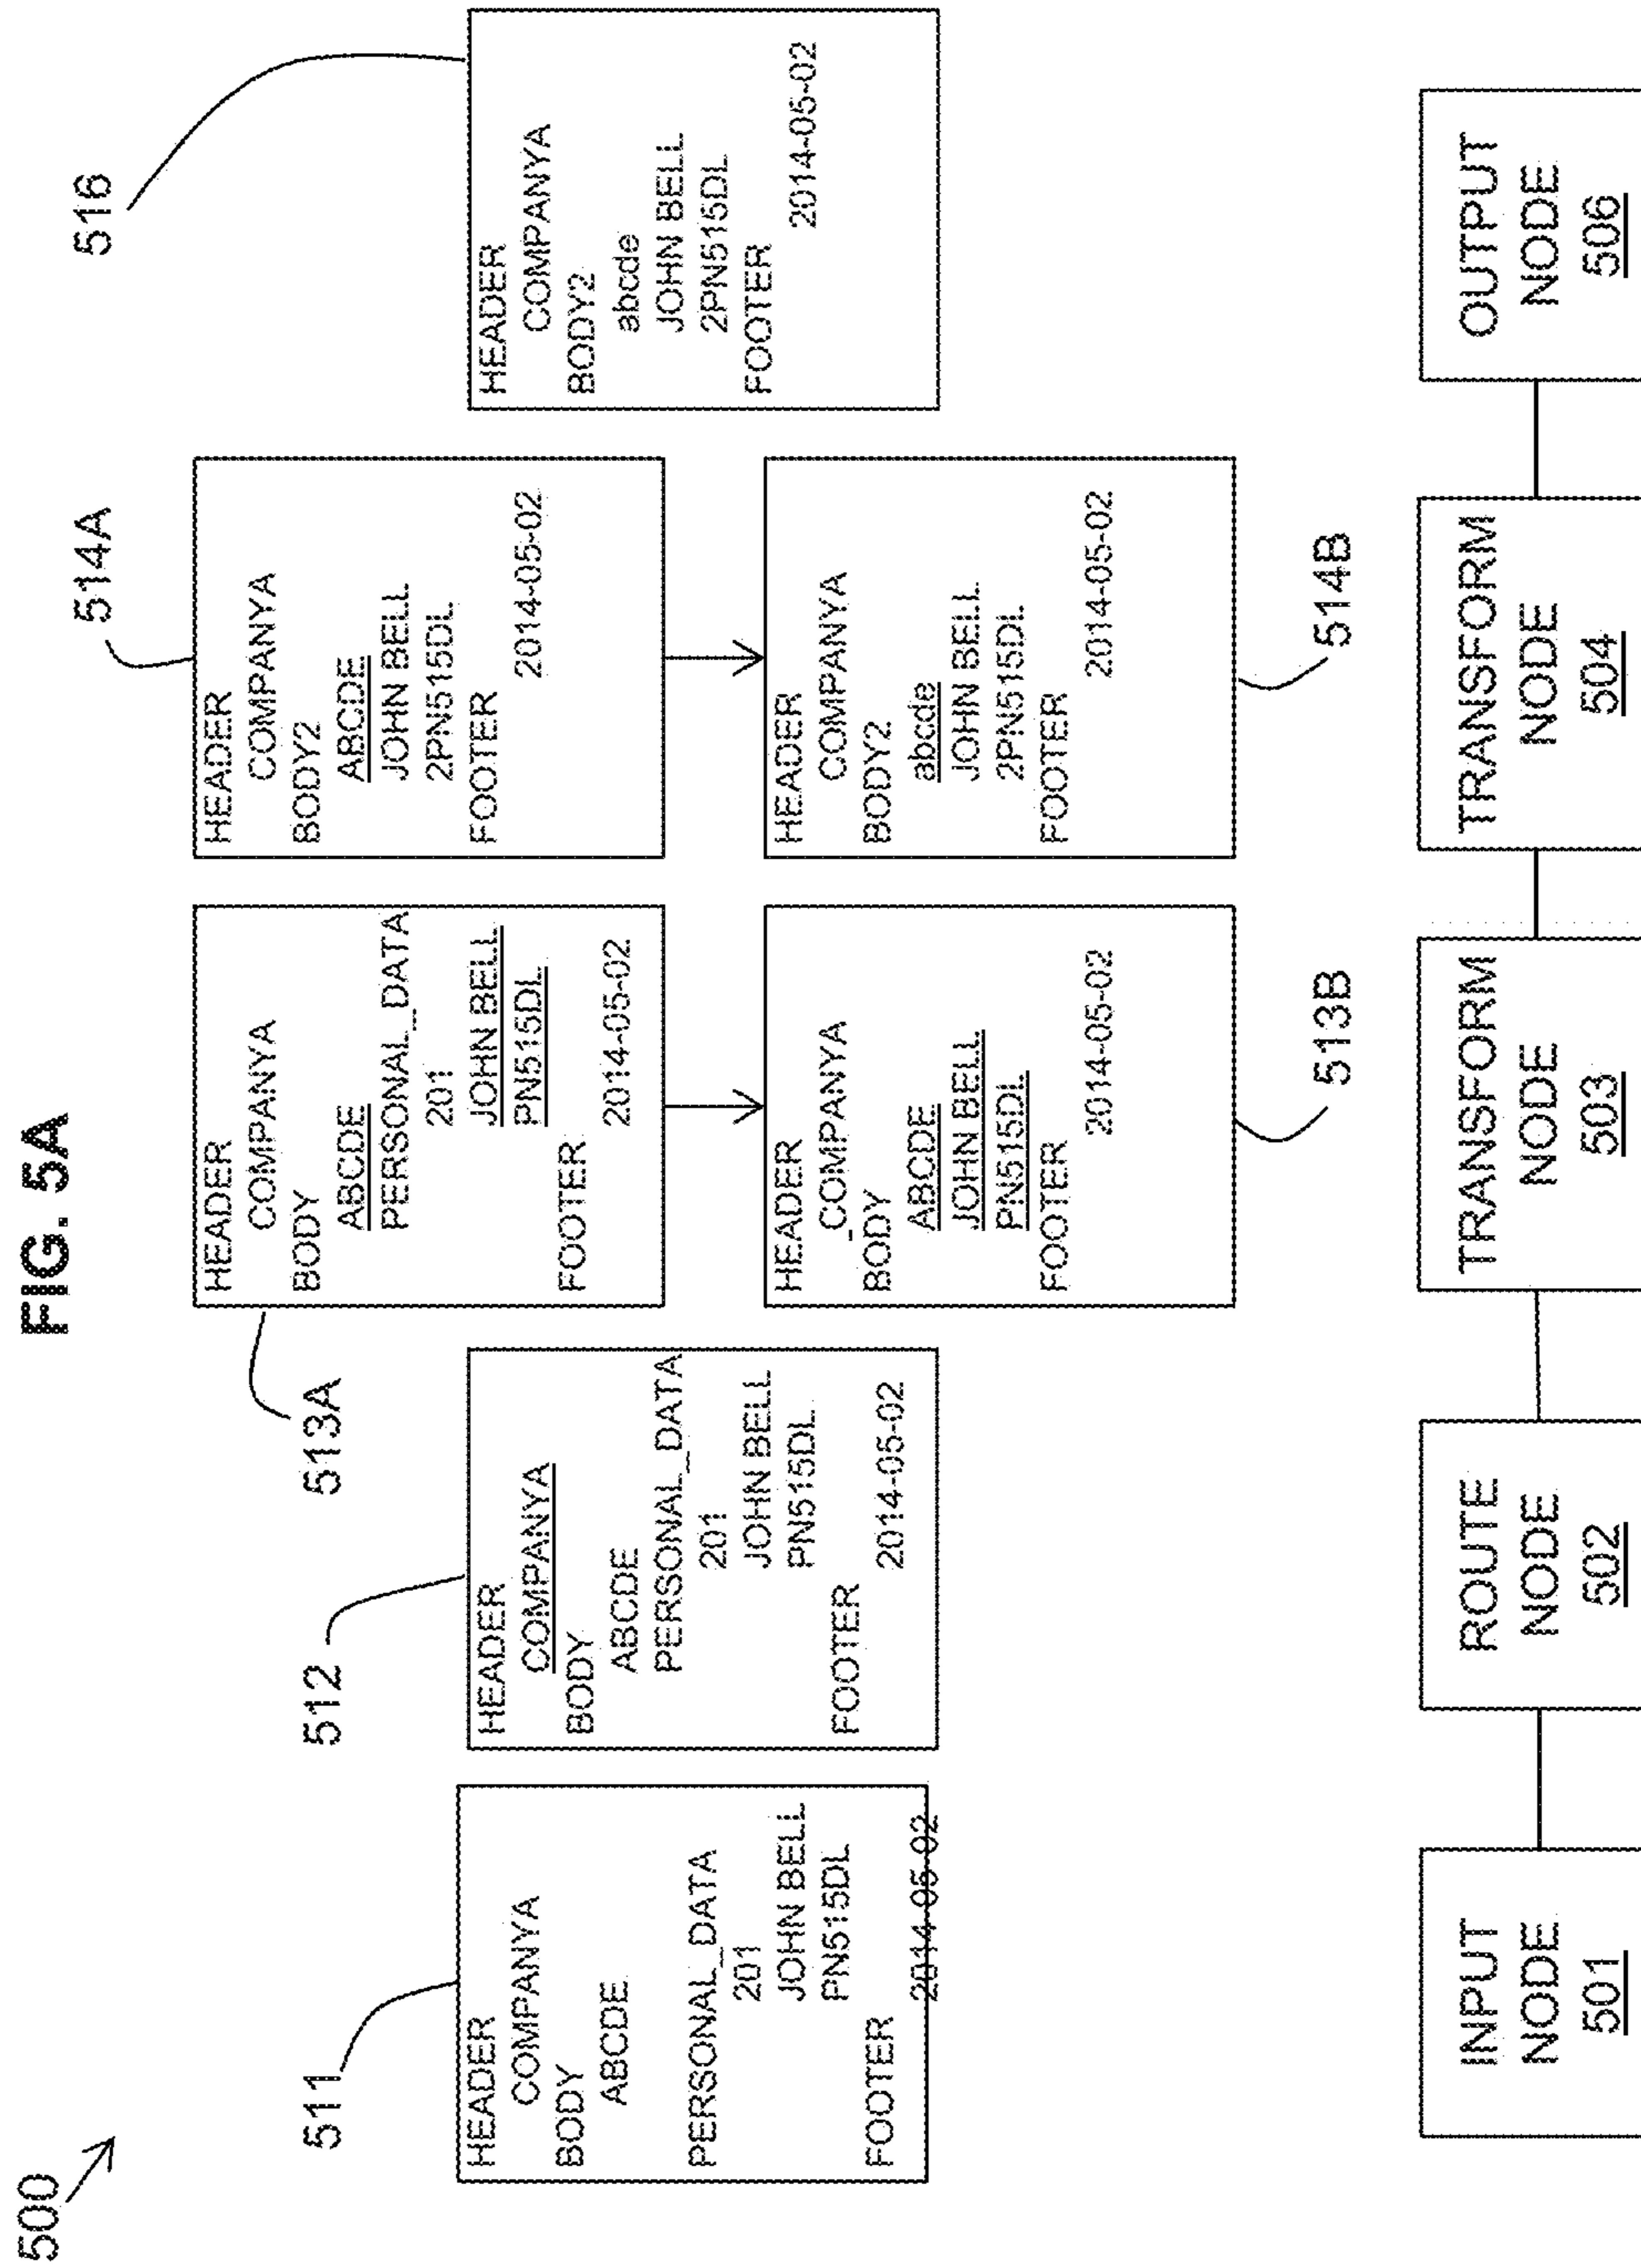 FIG. 5A
500
511
HEADER
COMPANYA
BODY
ABCDE
PERSONAL_DATA
201
JOHN BELL
PN515DL
FOOTER
2014-05-02
512
HEADER
COMPANYA
BODY
ABCDE
PERSONAL_DATA
201
JOHN BELL
PN515DL
FOOTER
2014-05-02
513A
HEADER
COMPANYA
BODY
ABCDE
PERSONAL_DATA
201
JOHN BELL
PN515DL
FOOTER
2014-05-02
HEADER
_COMPANYA
BODY
ABCDE
JOHN BELL
PN515DL
FOOTER
2014-05-02
513B
514A
HEADER
COMPANYA
BODY2
ABCDE
JOHN BELL
2PN515DL
FOOTER
2014-05-02
HEADER
COMPANYA
BODY2
abcde
JOHN BELL
2PN515DL
FOOTER
2014-05-02
514B
516
HEADER
COMPANYA
BODY2
abcde
JOHN BELL
2PN515DL
FOOTER
2014-05-02
INPUT
NODE
501
ROUTE
NODE
502
TRANSFORM
NODE
503
TRANSFORM
NODE
504
OUTPUT
NODE
506